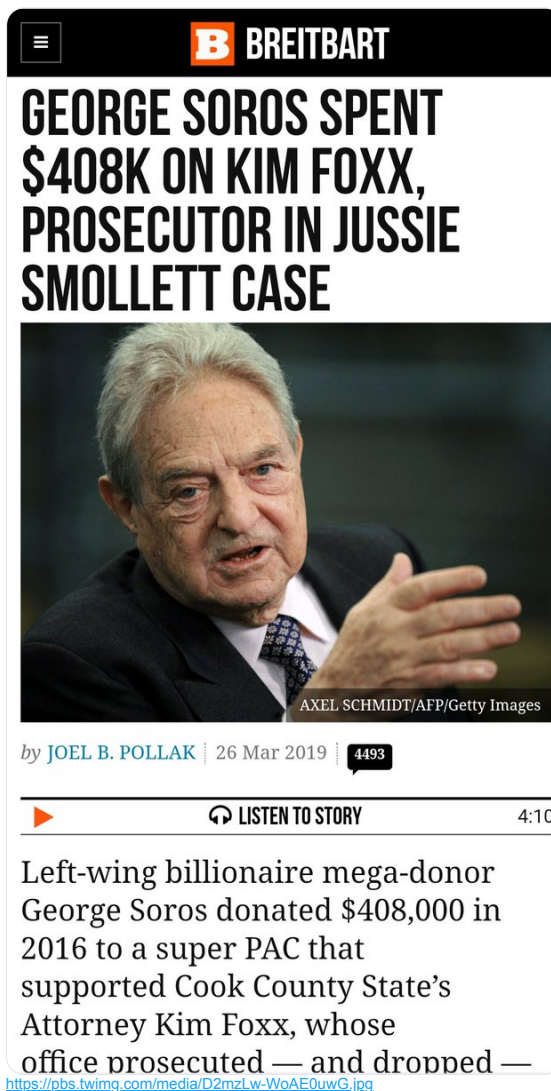 B BREITBART
GEORGE SOROS SPENT
$408K ON KIM FOXX,
PROSECUTOR IN JUSSIE
SMOLLETT CASE
AXEL SCHMIDT/AFP/Getty Images
by JOEL B. POLLAK 26 Mar 2019 4493
LISTEN TO STORY 4:10
Left-wing billionaire mega-donor
George Soros donated $408,000 in
2016 to a super PAC that
supported Cook County State’s
Attorney Kim Foxx, whose
office prosecuted — and dropped —
https://pbs.twimg.com/media/D2mzLw-WoAE0uwG.jpg